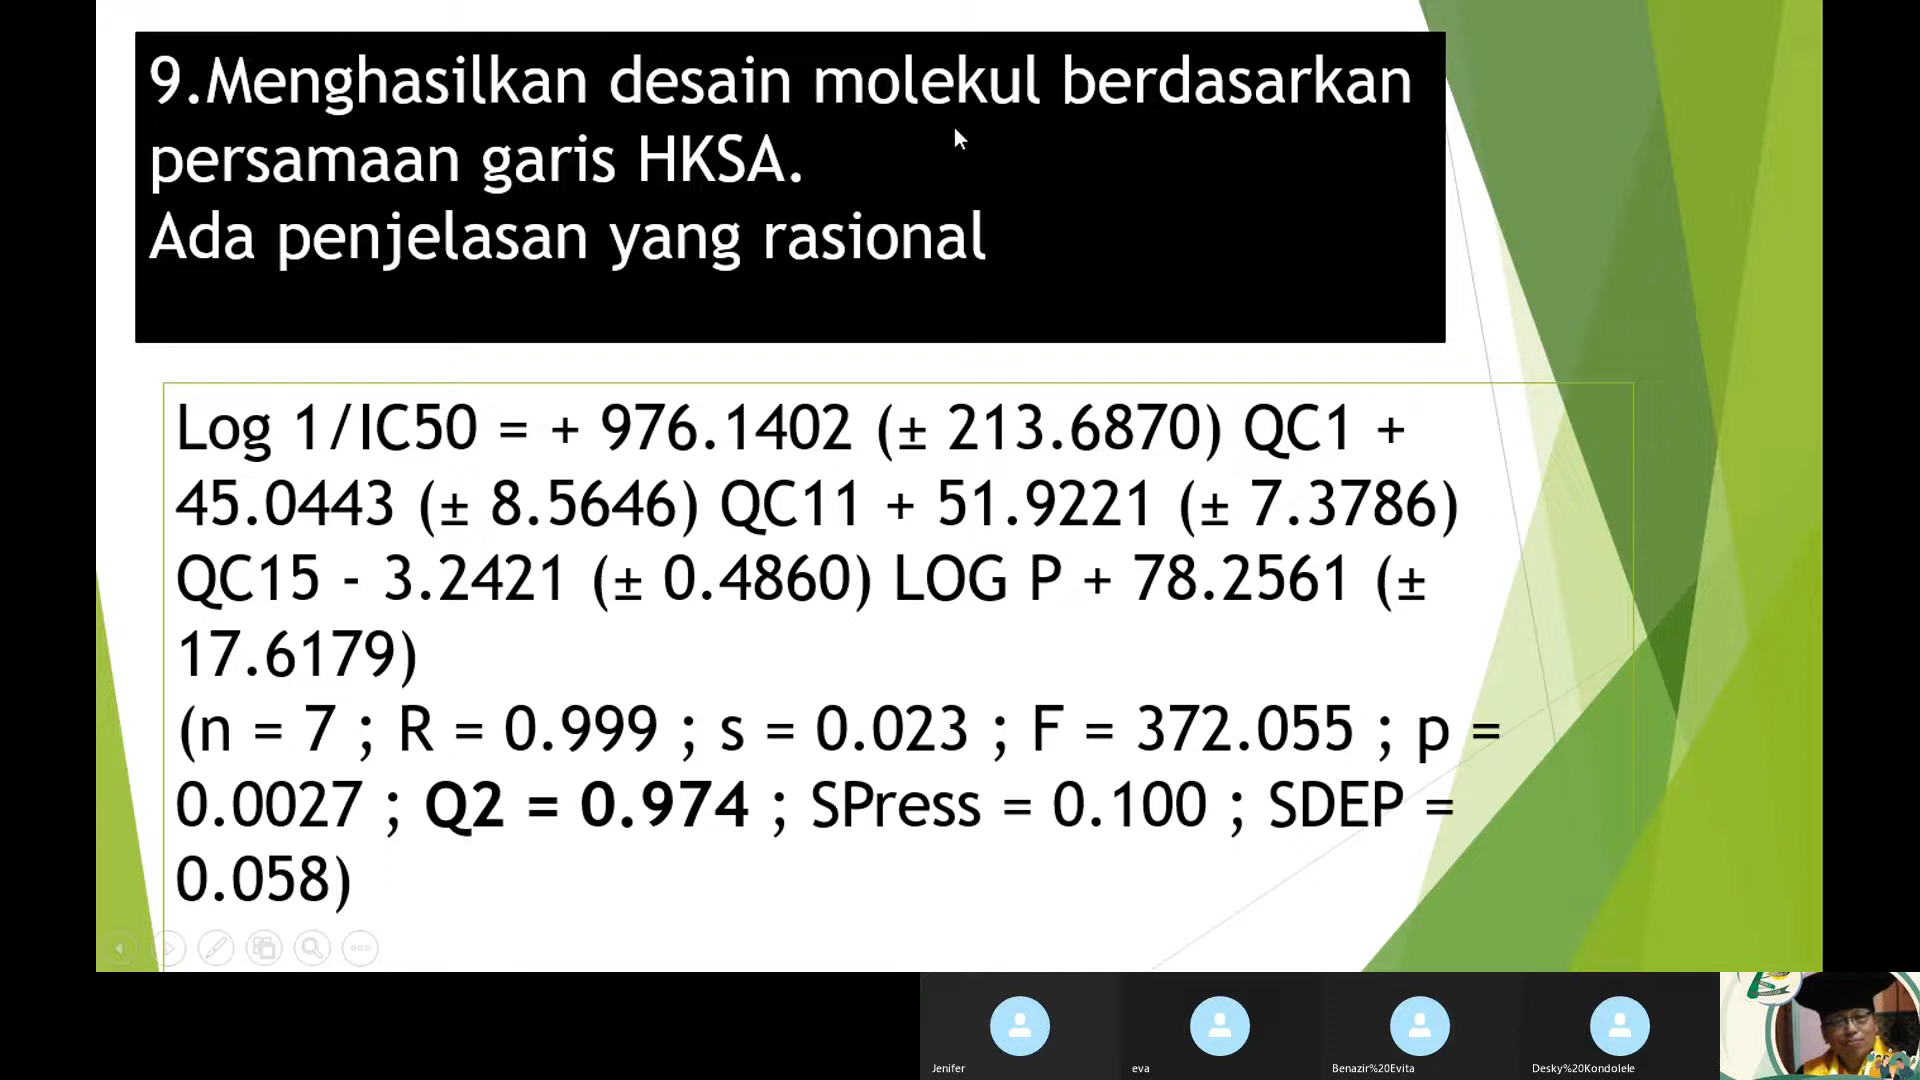 9.Menghasilkan desain molekul berdasarkan
persamaan garis HKSA.
Ada penjelasan yang rasional
Log 1/IC50 = + 976.1402 (± 213.6870) QC1 +
45.0443 (± 8.5646) QC11 + 51.9221 (± 7.3786)
QC15 - 3.2421 (± 0.4860) LOG P + 78.2561 (±
17.6179)
(n = 7 ; R = 0.999 ; s = 0.023 ; F = 372.055 ; p =
0.0027 ; Q2 = 0.974 ; SPress = 0.100 ; SDEP =
0.058)
Jenifer
eva
Benazir%20Evita
Desky%20Kondolele